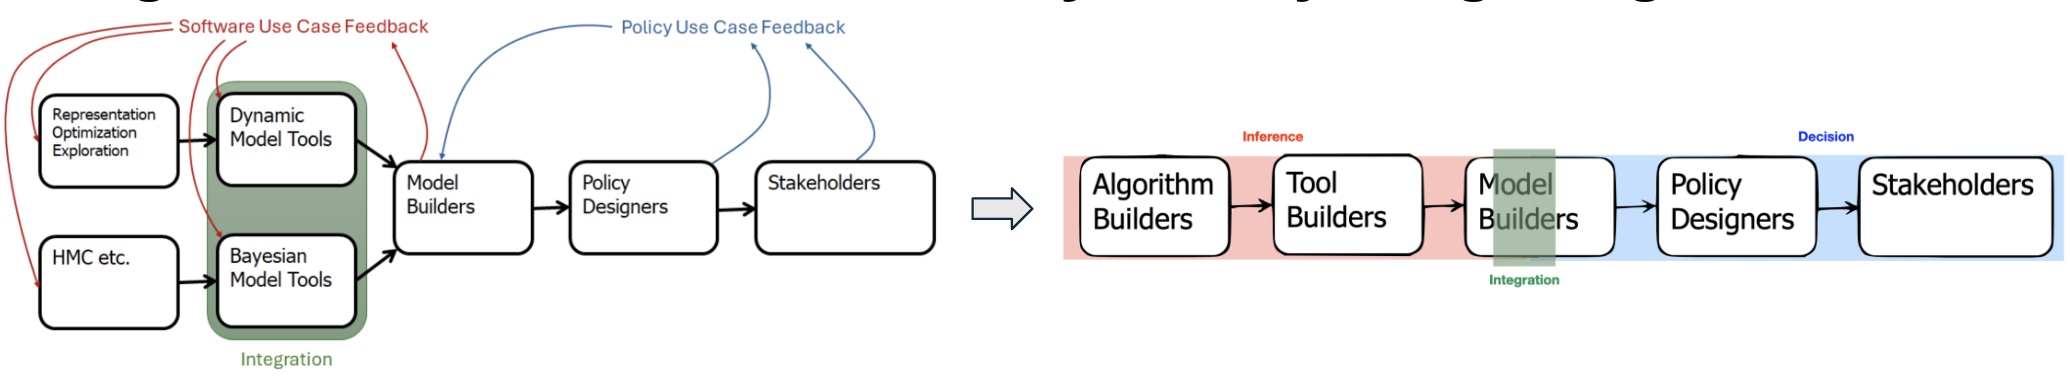 Software Use Case Feedback
Policy Use Case Feedback
Representation
Optimization
Exploration
Dynamic
Model Tools
HMC etc.
Bayesian
Model Tools
Integration
Model
Builders
Policy
Designers
Stakeholders
Inference
Decision
Algorithm
Builders
Tool
Builders
Model
Builders
Policy
Designers
Stakeholders
Integration